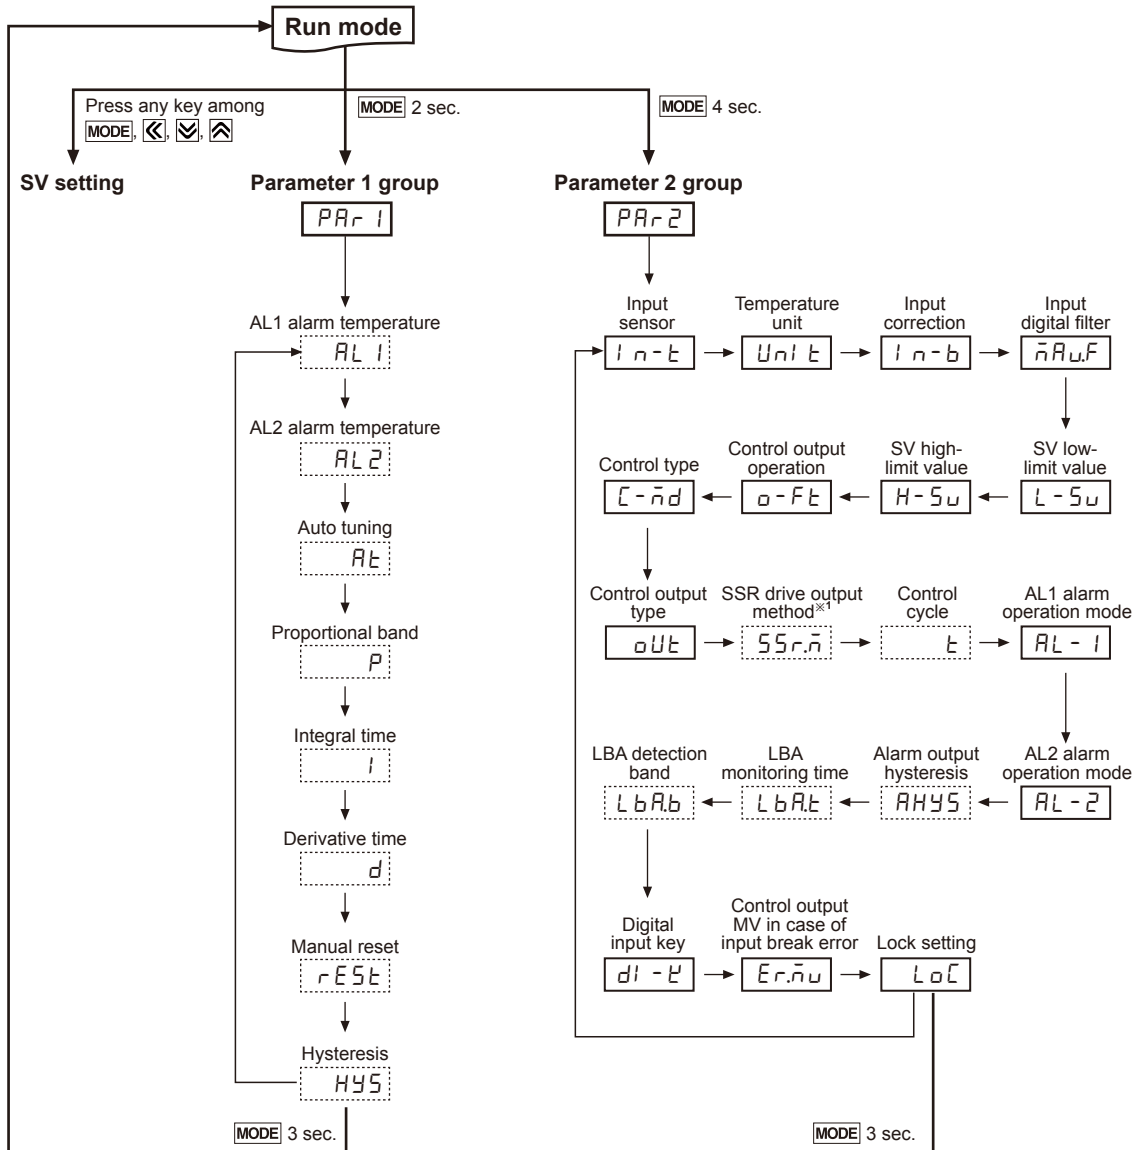 Run mode
Press any key among
MODE, «, ︾, ︽
MODE 2 sec.
MODE 4 sec.
SV setting
Parameter 1 group
Parameter 2 group
PAr1
PAr2
AL1 alarm temperature
AL1
AL2 alarm temperature
AL2
Auto tuning
At
Proportional band
P
Integral time
I
Derivative time
d
Manual reset
rESt
Hysteresis
HYS
MODE 3 sec.
Input
sensor
In-t
Temperature
unit
UnIt
Input
correction
In-b
Input
digital filter
mAv.F
Control type
C-md
Control output
operation
o-Ft
SV high-
limit value
H-Sv
SV low-
limit value
L-Sv
Control output
type
oUt
SSR drive output
method※1
SSr.m
Control
cycle
t
AL1 alarm
operation mode
AL-1
LBA detection
band
LbA.b
LBA
monitoring time
LbA.t
Alarm output
hysteresis
AHYS
AL2 alarm
operation mode
AL-2
Digital
input key
dI-K
Control output
MV in case of
input break error
Er.mv
Lock setting
LoC
MODE 3 sec.